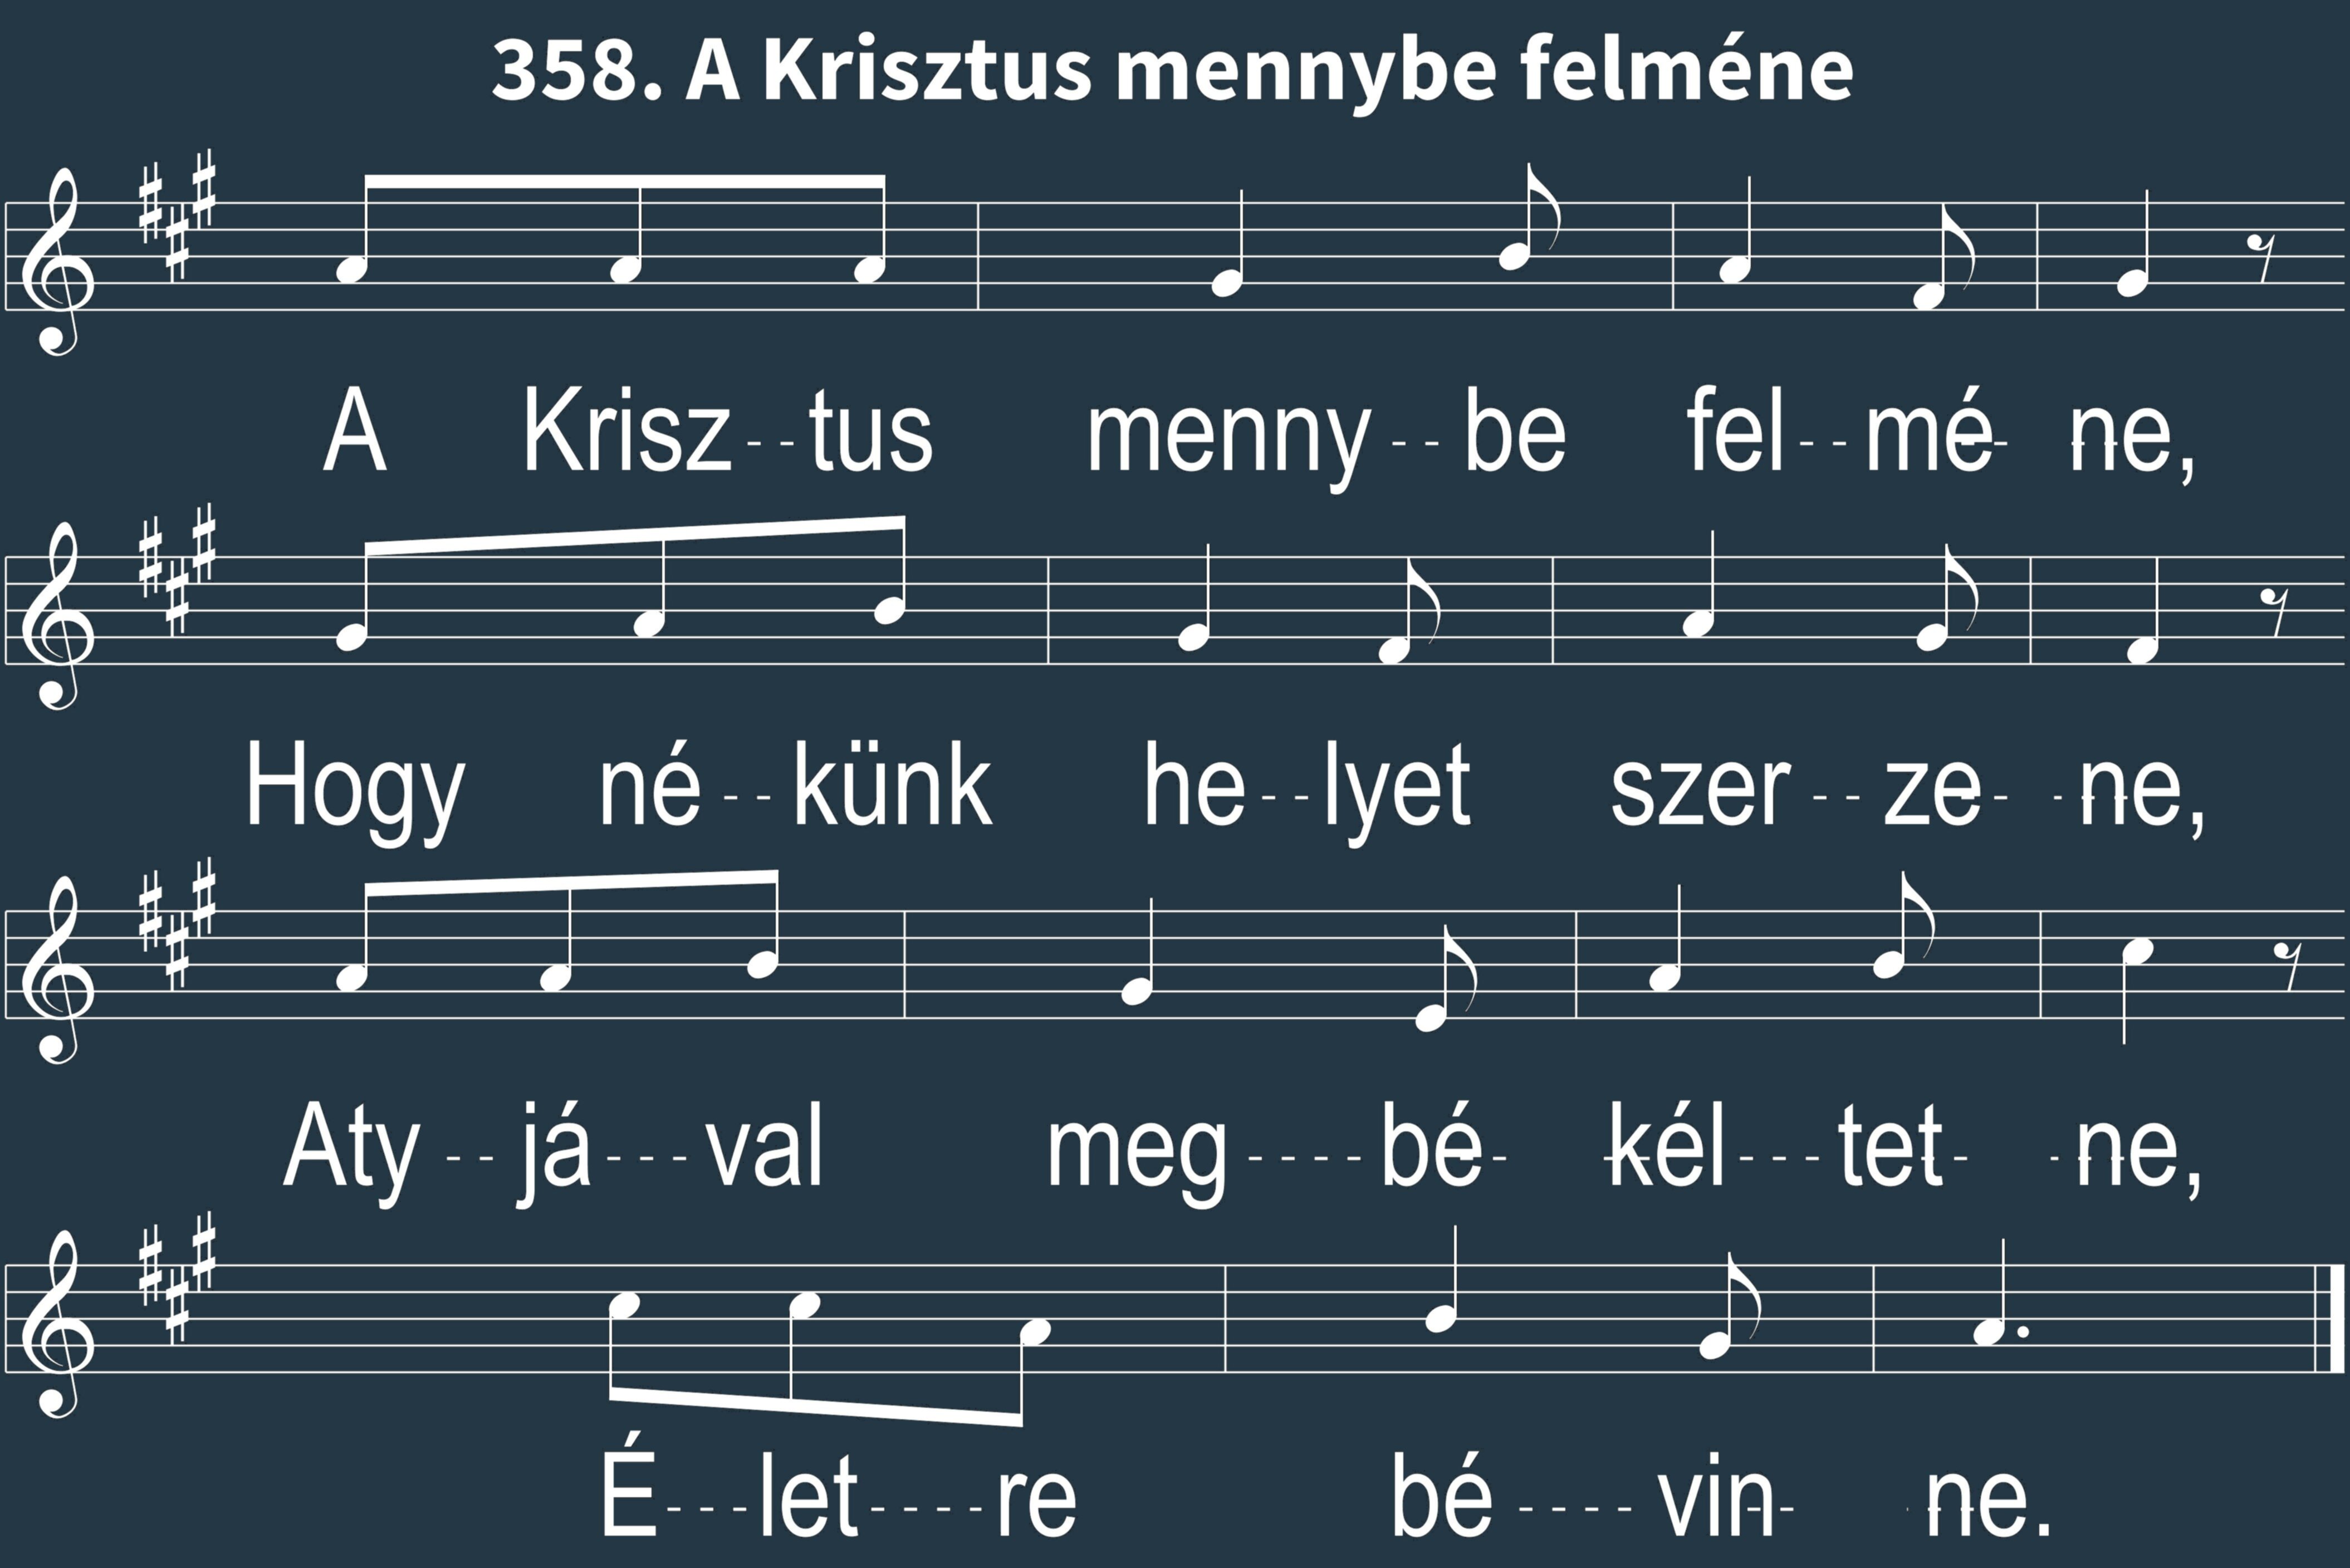 358. A Krisztus mennybe felméne
A Krisz--tus menny--be fel--mé- -ne,
Hogy né--künk he--lyet szer--ze- -ne,
Aty--já---val meg----bé- -kél---tet- -ne,
É---let----re bé----vin- -ne.